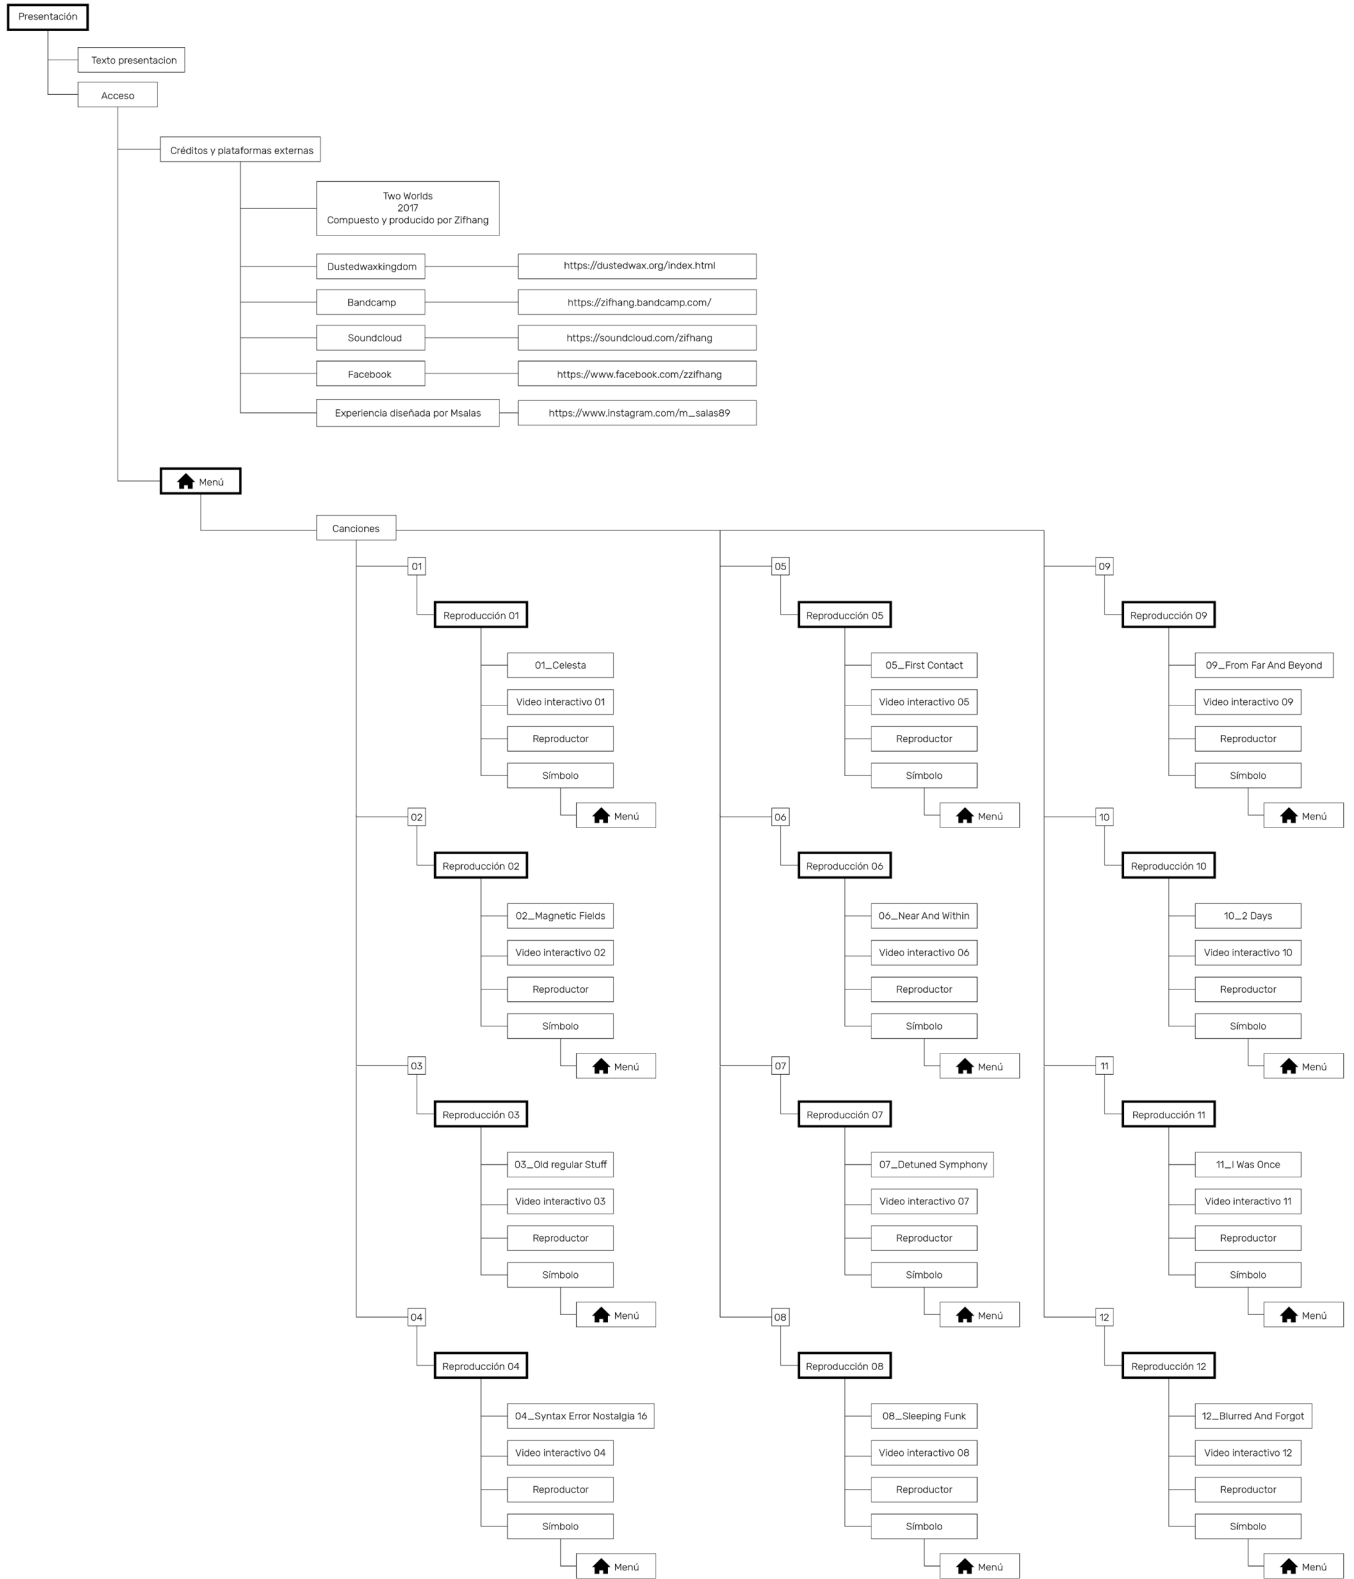 Presentación
Texto presentacion
Acceso
Créditos y plataformas externas
Two Worlds
2017
Compuesto y producido por Zifhang
Dustedwaxkingdom
https://dustedwax.org/index.html
Bandcamp
https://zifhang.bandcamp.com/
Soundcloud
https://soundcloud.com/zifhang
Facebook
https://www.facebook.com/zzifhang
Experiencia diseñada por Msalas
https://www.instagram.com/m_salas89
Menú
Canciones
01
Reproducción 01
01_Celesta
Video interactivo 01
Reproductor
Símbolo
Menú
02
Reproducción 02
02_Magnetic Fields
Video interactivo 02
Reproductor
Símbolo
Menú
03
Reproducción 03
03_Old regular Stuff
Video interactivo 03
Reproductor
Símbolo
Menú
04
Reproducción 04
04_Syntax Error Nostalgia 16
Video interactivo 04
Reproductor
Símbolo
Menú
05
Reproducción 05
05_First Contact
Video interactivo 05
Reproductor
Símbolo
Menú
06
Reproducción 06
06_Near And Within
Video interactivo 06
Reproductor
Símbolo
Menú
07
Reproducción 07
07_Detuned Symphony
Video interactivo 07
Reproductor
Símbolo
Menú
08
Reproducción 08
08_Sleeping Funk
Video interactivo 08
Reproductor
Símbolo
Menú
09
Reproducción 09
09_From Far And Beyond
Video interactivo 09
Reproductor
Símbolo
Menú
10
Reproducción 10
10_2 Days
Video interactivo 10
Reproductor
Símbolo
Menú
11
Reproducción 11
11_I Was Once
Video interactivo 11
Reproductor
Símbolo
Menú
12
Reproducción 12
12_Blurred And Forgot
Video interactivo 12
Reproductor
Símbolo
Menú